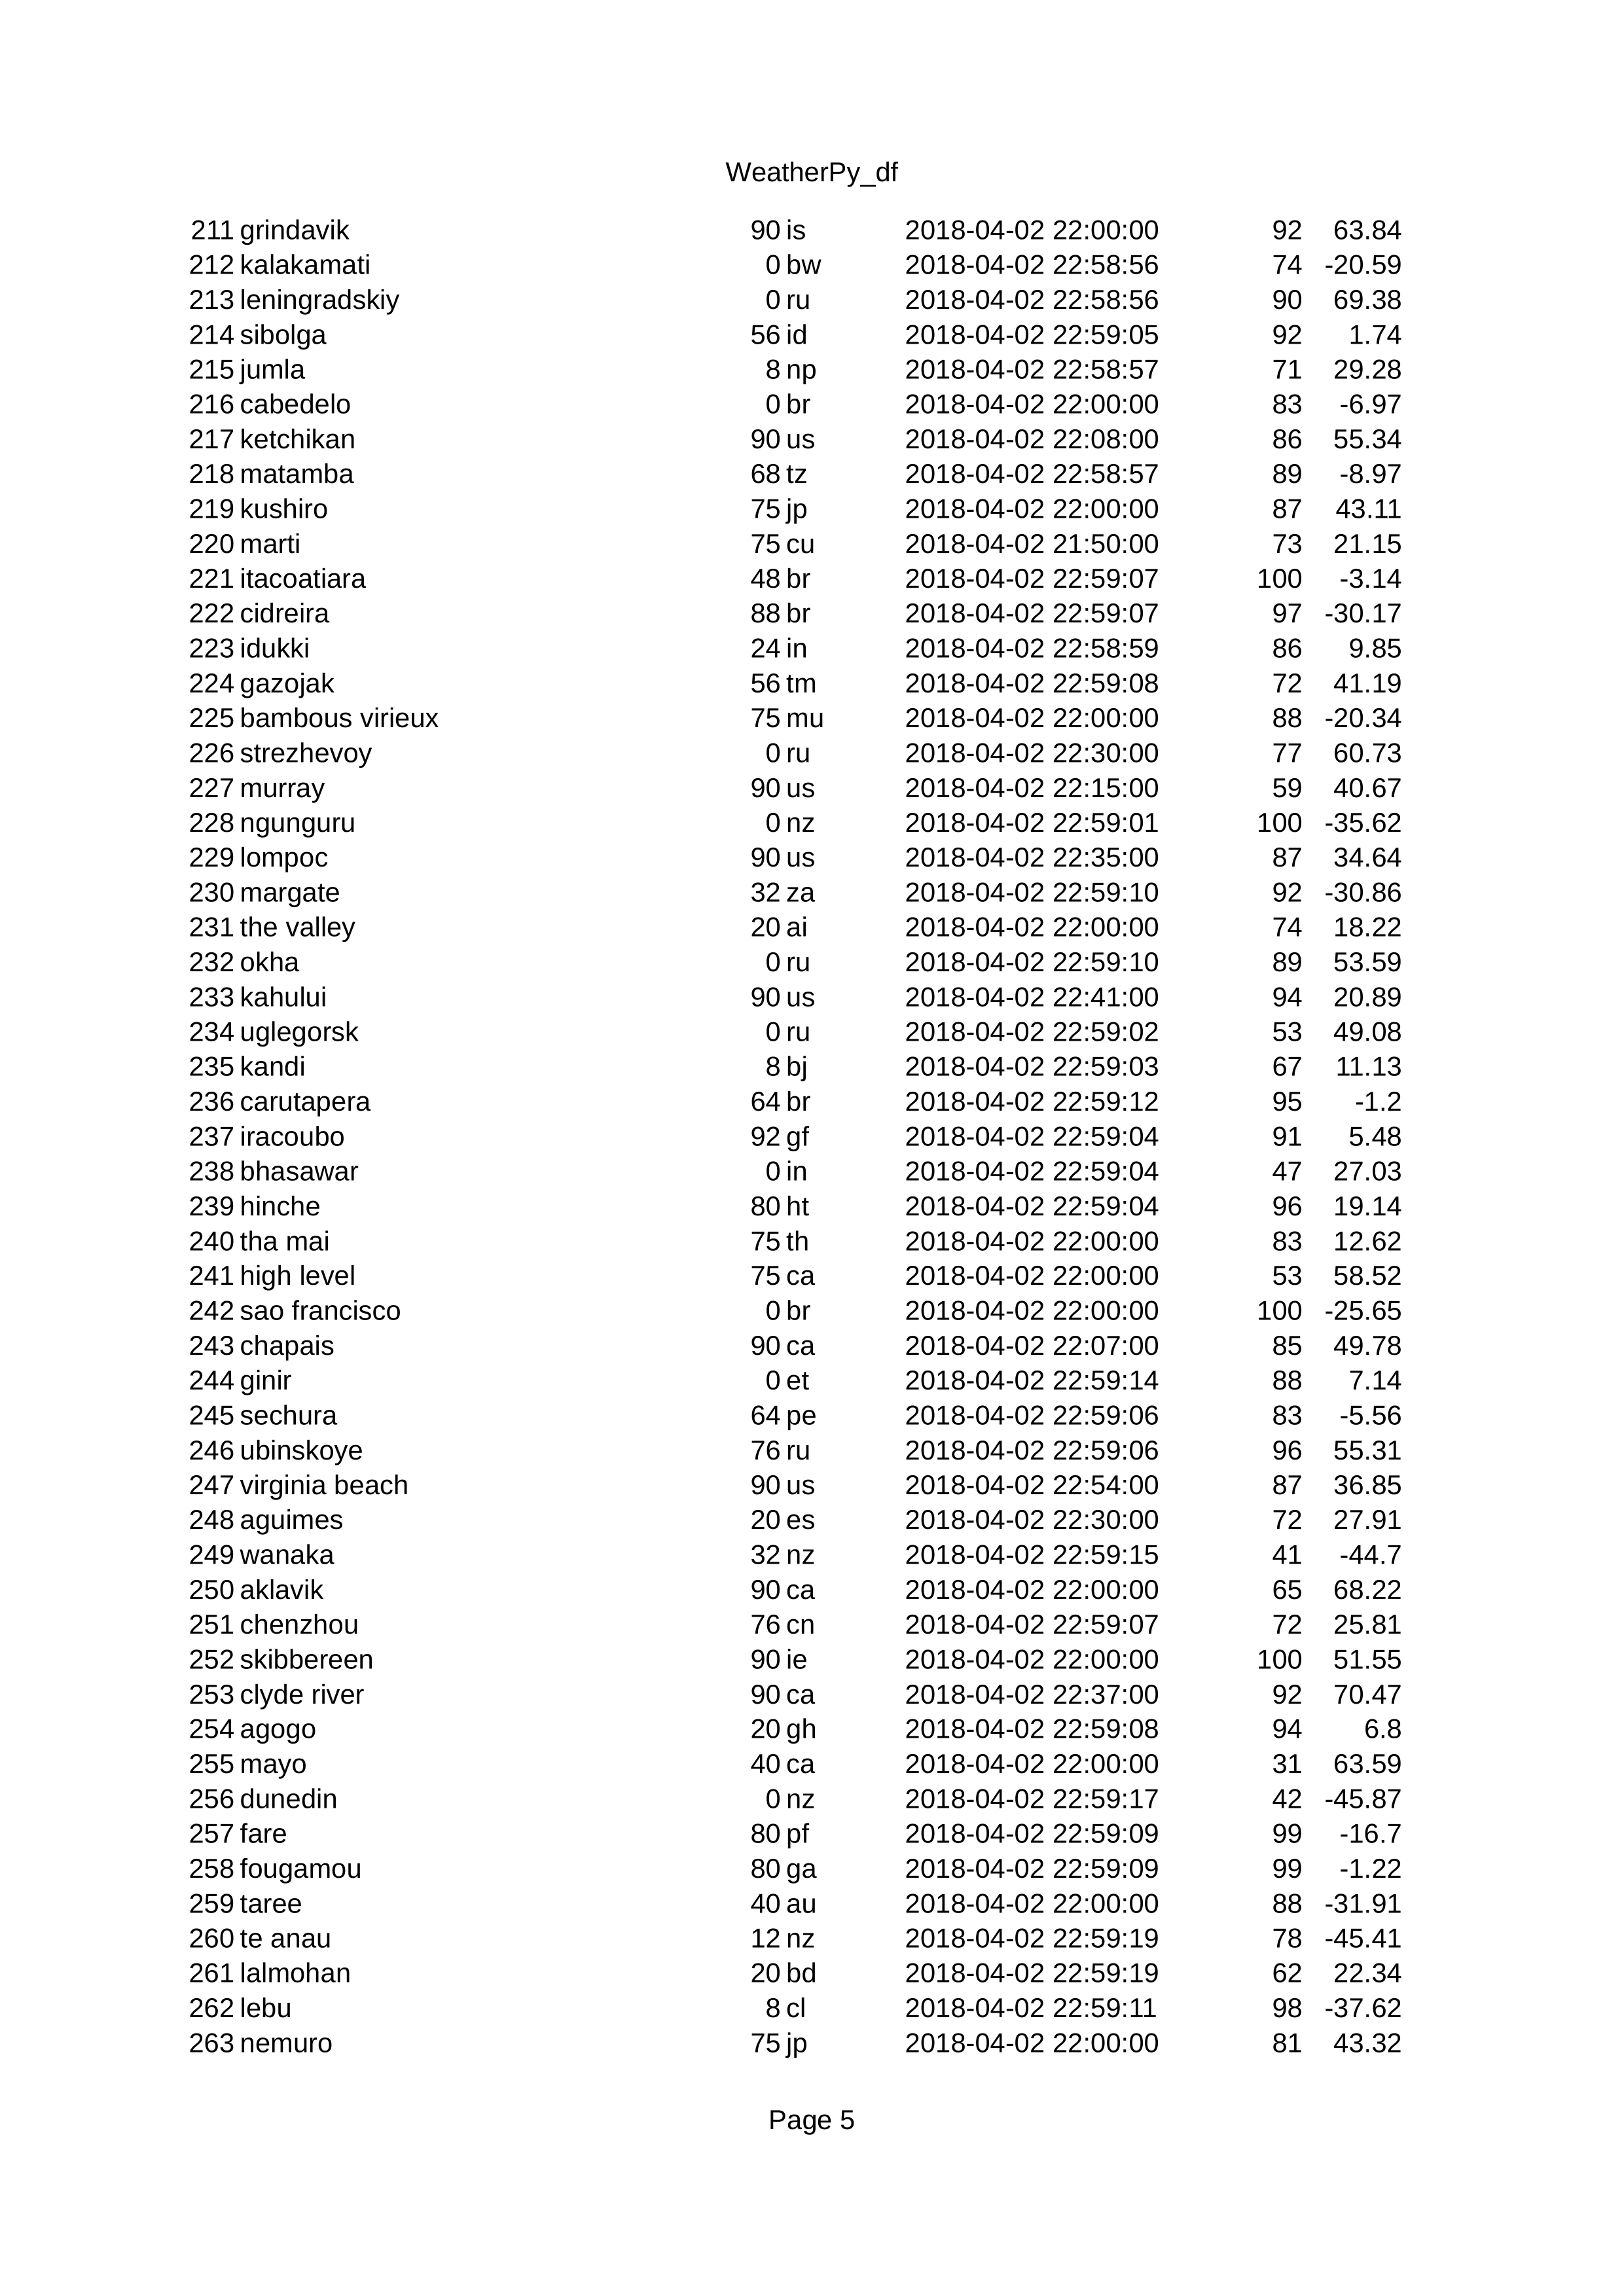 WeatherPy_df
211 grindavik 90 is 2018-04-02 22:00:00 92 63.84
212 kalakamati 0 bw 2018-04-02 22:58:56 74 -20.59
213 leningradskiy 0 ru 2018-04-02 22:58:56 90 69.38
214 sibolga 56 id 2018-04-02 22:59:05 92 1.74
215 jumla 8 np 2018-04-02 22:58:57 71 29.28
216 cabedelo 0 br 2018-04-02 22:00:00 83 -6.97
217 ketchikan 90 us 2018-04-02 22:08:00 86 55.34
218 matamba 68 tz 2018-04-02 22:58:57 89 -8.97
219 kushiro 75 jp 2018-04-02 22:00:00 87 43.11
220 marti 75 cu 2018-04-02 21:50:00 73 21.15
221 itacoatiara 48 br 2018-04-02 22:59:07 100 -3.14
222 cidreira 88 br 2018-04-02 22:59:07 97 -30.17
223 idukki 24 in 2018-04-02 22:58:59 86 9.85
224 gazojak 56 tm 2018-04-02 22:59:08 72 41.19
225 bambous virieux 75 mu 2018-04-02 22:00:00 88 -20.34
226 strezhevoy 0 ru 2018-04-02 22:30:00 77 60.73
227 murray 90 us 2018-04-02 22:15:00 59 40.67
228 ngunguru 0 nz 2018-04-02 22:59:01 100 -35.62
229 lompoc 90 us 2018-04-02 22:35:00 87 34.64
230 margate 32 za 2018-04-02 22:59:10 92 -30.86
231 the valley 20 ai 2018-04-02 22:00:00 74 18.22
232 okha 0 ru 2018-04-02 22:59:10 89 53.59
233 kahului 90 us 2018-04-02 22:41:00 94 20.89
234 uglegorsk 0 ru 2018-04-02 22:59:02 53 49.08
235 kandi 8 bj 2018-04-02 22:59:03 67 11.13
236 carutapera 64 br 2018-04-02 22:59:12 95 -1.2
237 iracoubo 92 gf 2018-04-02 22:59:04 91 5.48
238 bhasawar 0 in 2018-04-02 22:59:04 47 27.03
239 hinche 80 ht 2018-04-02 22:59:04 96 19.14
240 tha mai 75 th 2018-04-02 22:00:00 83 12.62
241 high level 75 ca 2018-04-02 22:00:00 53 58.52
242 sao francisco 0 br 2018-04-02 22:00:00 100 -25.65
243 chapais 90 ca 2018-04-02 22:07:00 85 49.78
244 ginir 0 et 2018-04-02 22:59:14 88 7.14
245 sechura 64 pe 2018-04-02 22:59:06 83 -5.56
246 ubinskoye 76 ru 2018-04-02 22:59:06 96 55.31
247 virginia beach 90 us 2018-04-02 22:54:00 87 36.85
248 aguimes 20 es 2018-04-02 22:30:00 72 27.91
249 wanaka 32 nz 2018-04-02 22:59:15 41 -44.7
250 aklavik 90 ca 2018-04-02 22:00:00 65 68.22
251 chenzhou 76 cn 2018-04-02 22:59:07 72 25.81
252 skibbereen 90 ie 2018-04-02 22:00:00 100 51.55
253 clyde river 90 ca 2018-04-02 22:37:00 92 70.47
254 agogo 20 gh 2018-04-02 22:59:08 94 6.8
255 mayo 40 ca 2018-04-02 22:00:00 31 63.59
256 dunedin 0 nz 2018-04-02 22:59:17 42 -45.87
257 fare 80 pf 2018-04-02 22:59:09 99 -16.7
258 fougamou 80 ga 2018-04-02 22:59:09 99 -1.22
259 taree 40 au 2018-04-02 22:00:00 88 -31.91
260 te anau 12 nz 2018-04-02 22:59:19 78 -45.41
261 lalmohan 20 bd 2018-04-02 22:59:19 62 22.34
262 lebu 8 cl 2018-04-02 22:59:11 98 -37.62
263 nemuro 75 jp 2018-04-02 22:00:00 81 43.32
Page 5